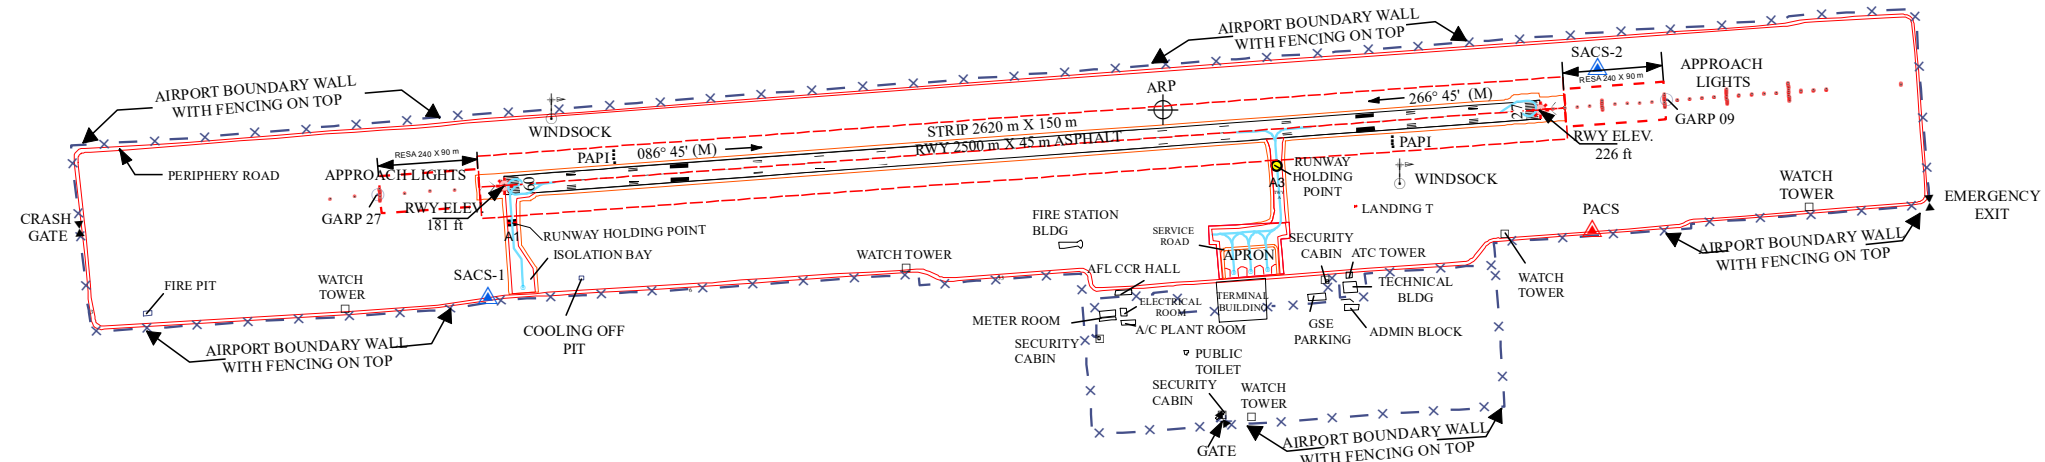 AIRPORT BOUNDARY WALL
WITH FENCING ON TOP
AIRPORT BOUNDARY WALL
WITH FENCING ON TOP
SACS-2
RESA 240 X 90 m
APPROACH
LIGHTS
GARP 09
ARP
266° 45' (M)
27
RWY ELEV.
226 ft
WINDSOCK
STRIP 2620 m X 150 m
RWY 2500 m X 45 m ASPHALT
PAPI
086° 45' (M)
PAPI
RESA 240 X 90 m
APPROACH LIGHTS
09
PERIPHERY ROAD
GARP 27
RWY ELEV.
181 ft
RUNWAY
HOLDING
POINT
A3
WINDSOCK
LANDING T
WATCH
TOWER
PACS
EMERGENCY
EXIT
CRASH
GATE
A1
RUNWAY HOLDING POINT
ISOLATION BAY
FIRE STATION
BLDG
SERVICE
ROAD
APRON
SECURITY
CABIN
ATC TOWER
AIRPORT BOUNDARY WALL
WITH FENCING ON TOP
WATCH TOWER
AFL CCR HALL
SACS-1
FIRE PIT
WATCH
TOWER
TECHNICAL
BLDG
WATCH
TOWER
COOLING OFF
PIT
METER ROOM
ELECTRICAL
ROOM
A/C PLANT ROOM
TERMINAL
BUILDING
GSE
PARKING
ADMIN BLOCK
SECURITY
CABIN
AIRPORT BOUNDARY WALL
WITH FENCING ON TOP
PUBLIC
TOILET
SECURITY
CABIN
WATCH
TOWER
GATE
AIRPORT BOUNDARY WALL
WITH FENCING ON TOP